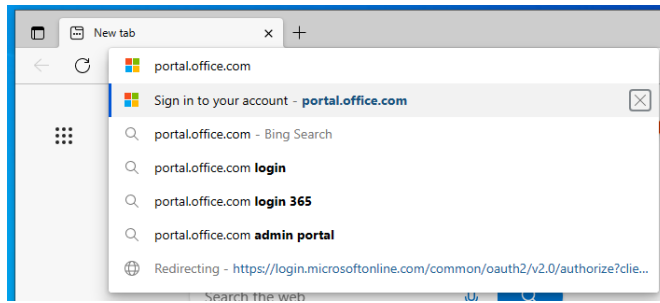 New tab
portal.office.com
Sign in to your account - portal.office.com
portal.office.com - Bing Search
portal.office.com login
portal.office.com login 365
portal.office.com admin portal
Redirecting - https://login.microsoftonline.com/common/oauth2/v2.0/authorize?clie...
Search the web